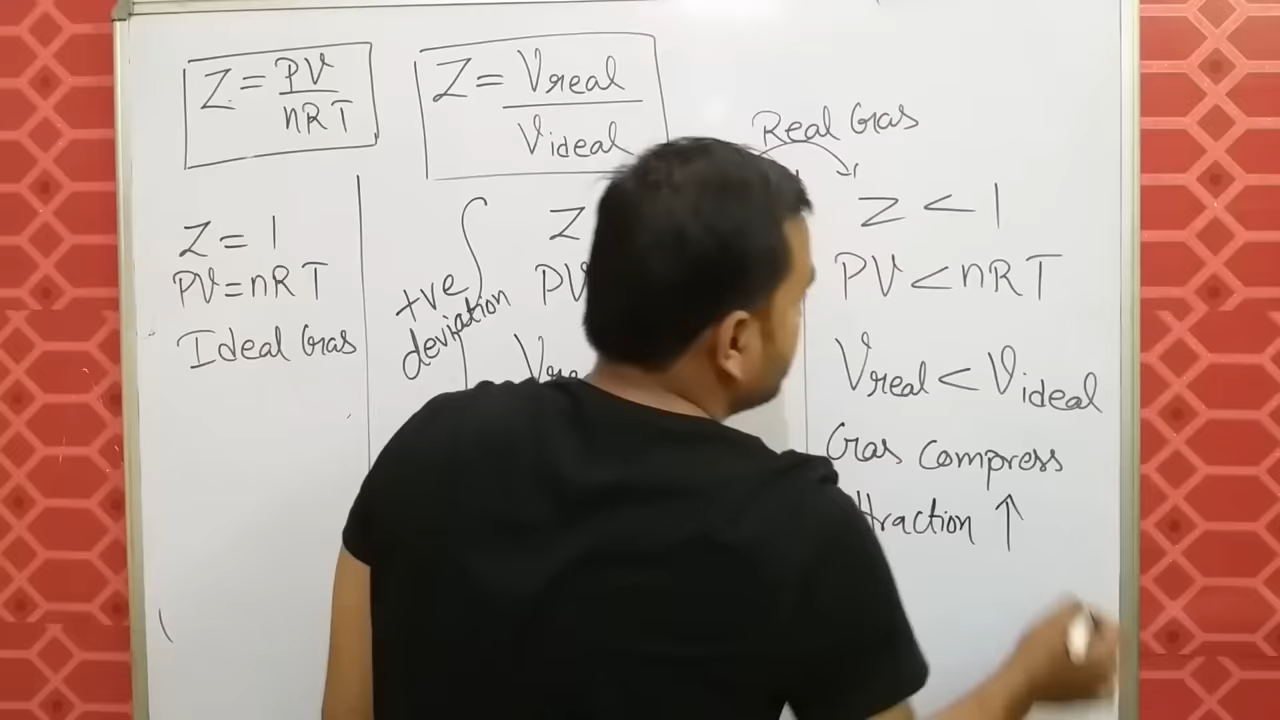 Z = PV / nRT
Z = Vreal / Videal
Real Gas
Z = 1
PV = nRT
Ideal Gas
+ve
deviation
Z
PV
Z < 1
PV < nRT
Vreal < Videal
Gas compress
↑